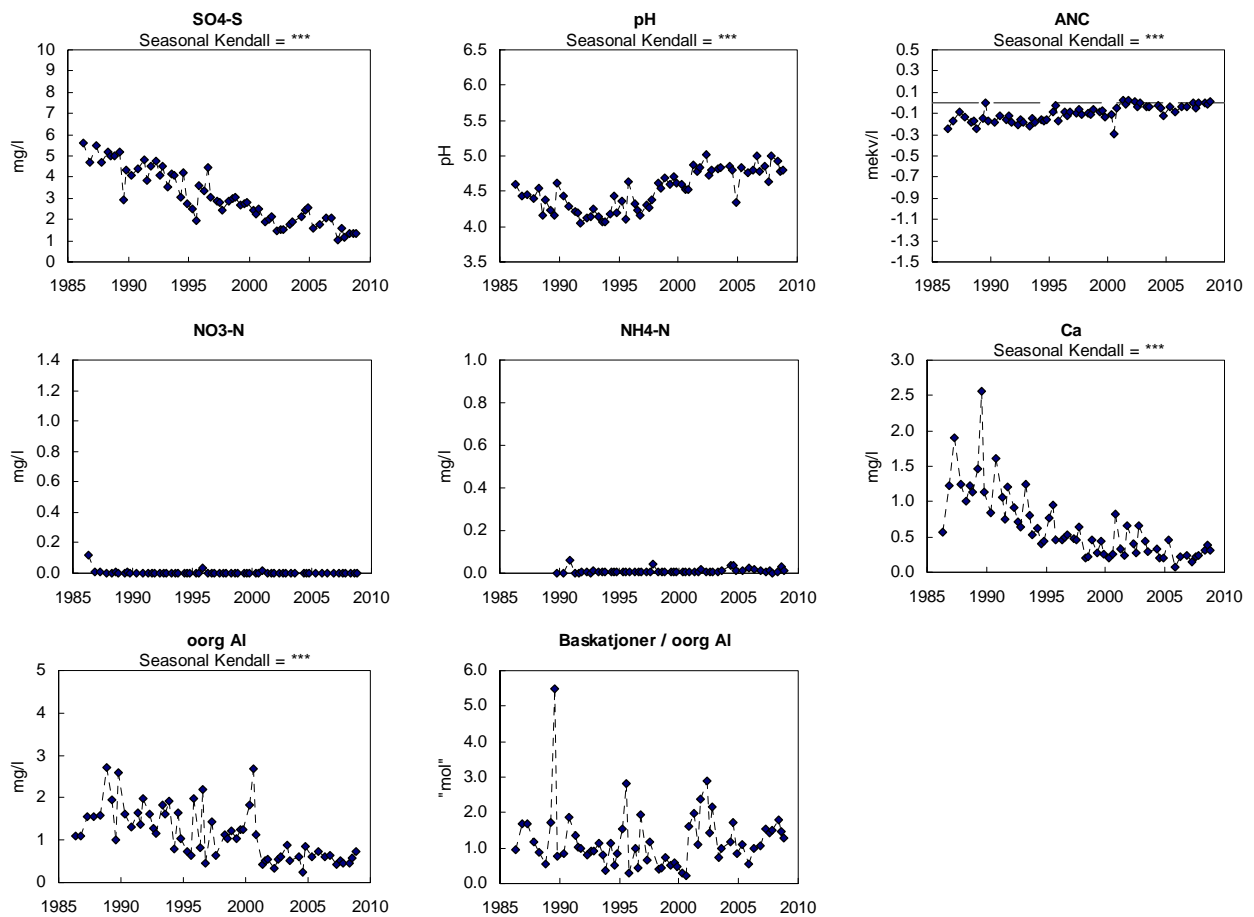 SO4-S
Seasonal Kendall = ***
10
9
8
7
6
5
4
3
2
1
0
mg/l
1985 1990 1995 2000 2005 2010
pH
Seasonal Kendall = ***
6.5
6.0
5.5
5.0
4.5
4.0
3.5
pH
1985 1990 1995 2000 2005 2010
ANC
Seasonal Kendall = ***
0.5
0.3
0.1
-0.1
-0.3
-0.5
-0.7
-0.9
-1.1
-1.3
-1.5
mekv/l
1985 1990 1995 2000 2005 2010
NO3-N
1.4
1.2
1.0
0.8
0.6
0.4
0.2
0.0
mg/l
1985 1990 1995 2000 2005 2010
NH4-N
1.0
0.8
0.6
0.4
0.2
0.0
mg/l
1985 1990 1995 2000 2005 2010
Ca
Seasonal Kendall = ***
3.0
2.5
2.0
1.5
1.0
0.5
0.0
mg/l
1985 1990 1995 2000 2005 2010
oorg Al
Seasonal Kendall = ***
5
4
3
2
1
0
mg/l
1985 1990 1995 2000 2005 2010
Baskatjoner / oorg Al
6.0
5.0
4.0
3.0
2.0
1.0
0.0
"mol"
1985 1990 1995 2000 2005 2010